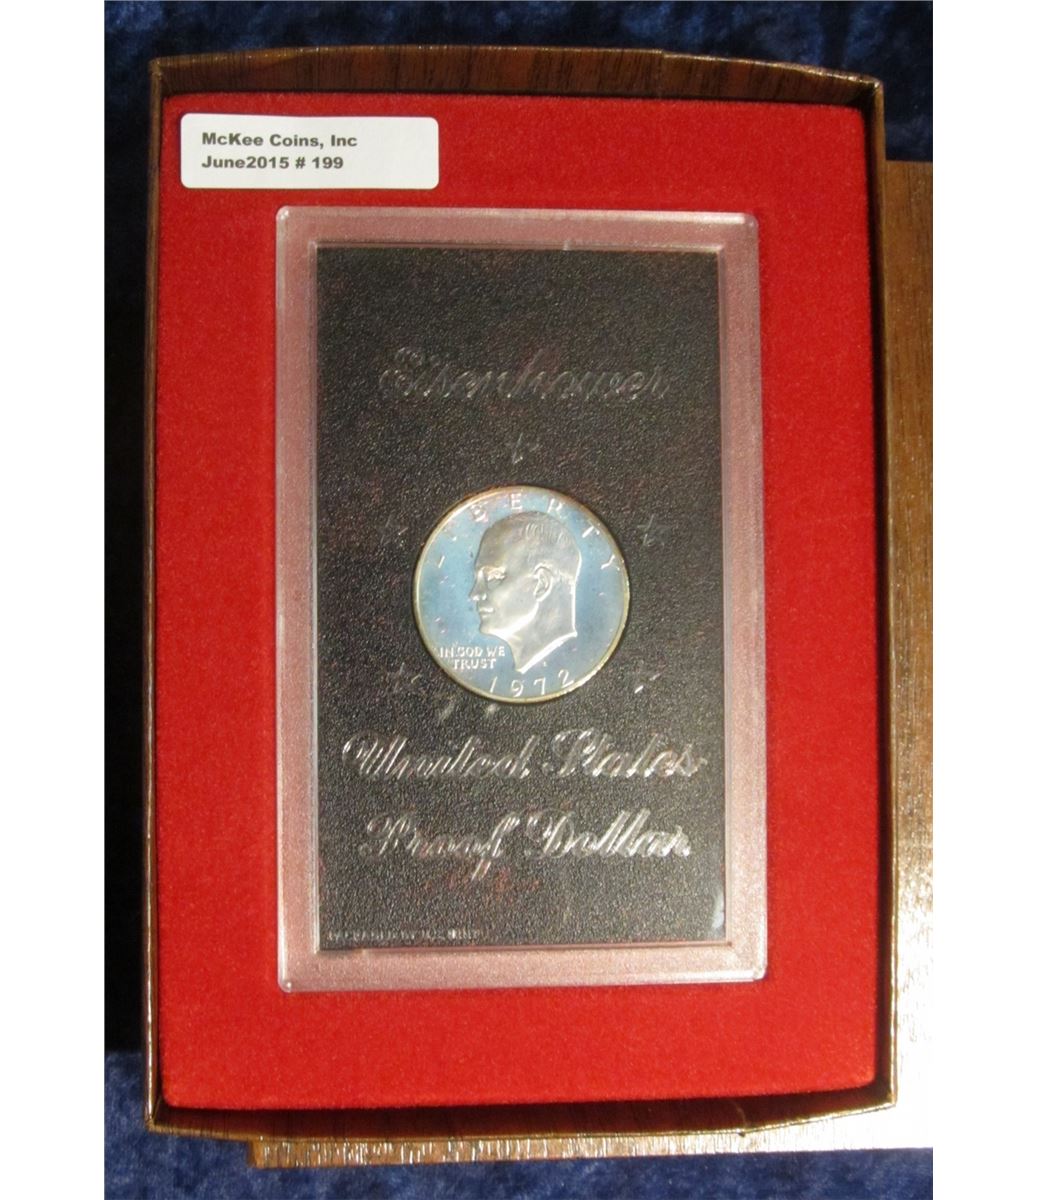 McKee Coins, Inc
June2015 # 199
Eisenhower
LIBERTY
IN GOD WE
TRUST
1972
United States
Proof Dollar